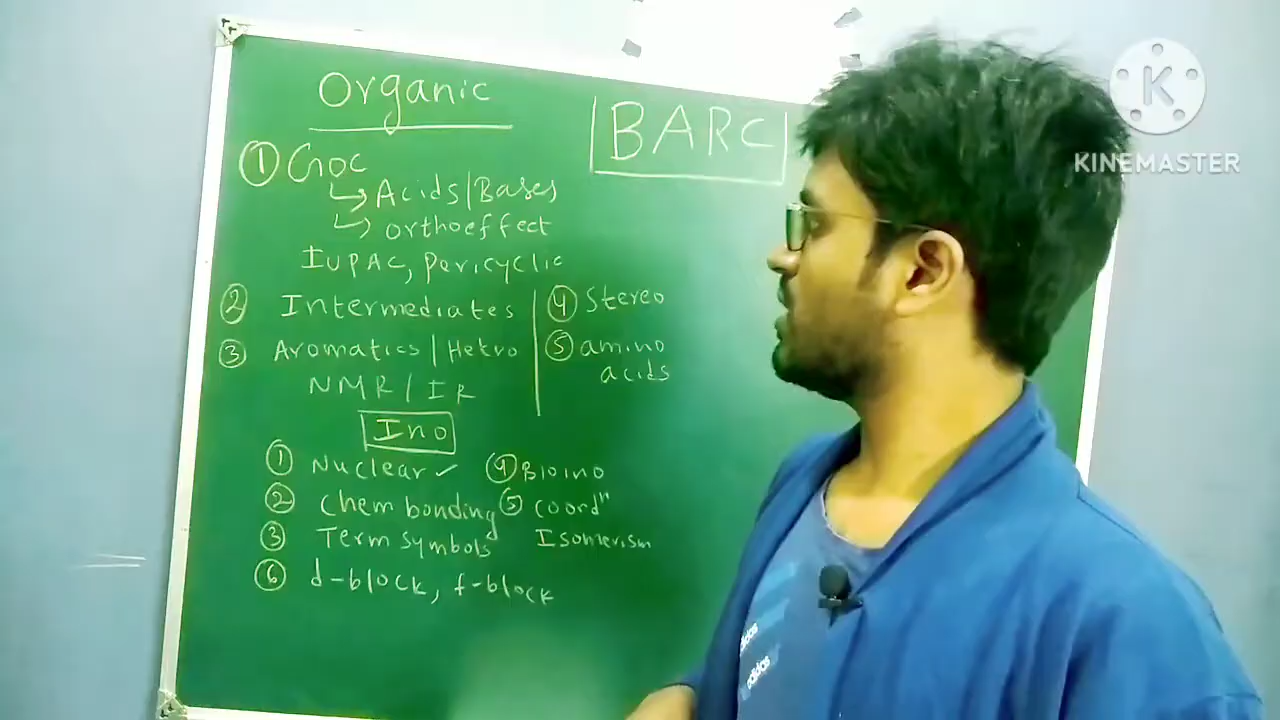 Organic
BARC
① GOC
↳ Acids/Bases
↳ orthoeffect
IUPAC, pericyclic
② Intermediates
③ Aromatics / Hetro
NMR / IR
④ Stereo
⑤ amino
acids
Ino
① Nuclear ✓
② Chem bonding
③ Term symbols
④ Bioino
⑤ Coordⁿ
Isomerism
⑥ d-block, f-block
adidas
adidas
K
KINEMASTER